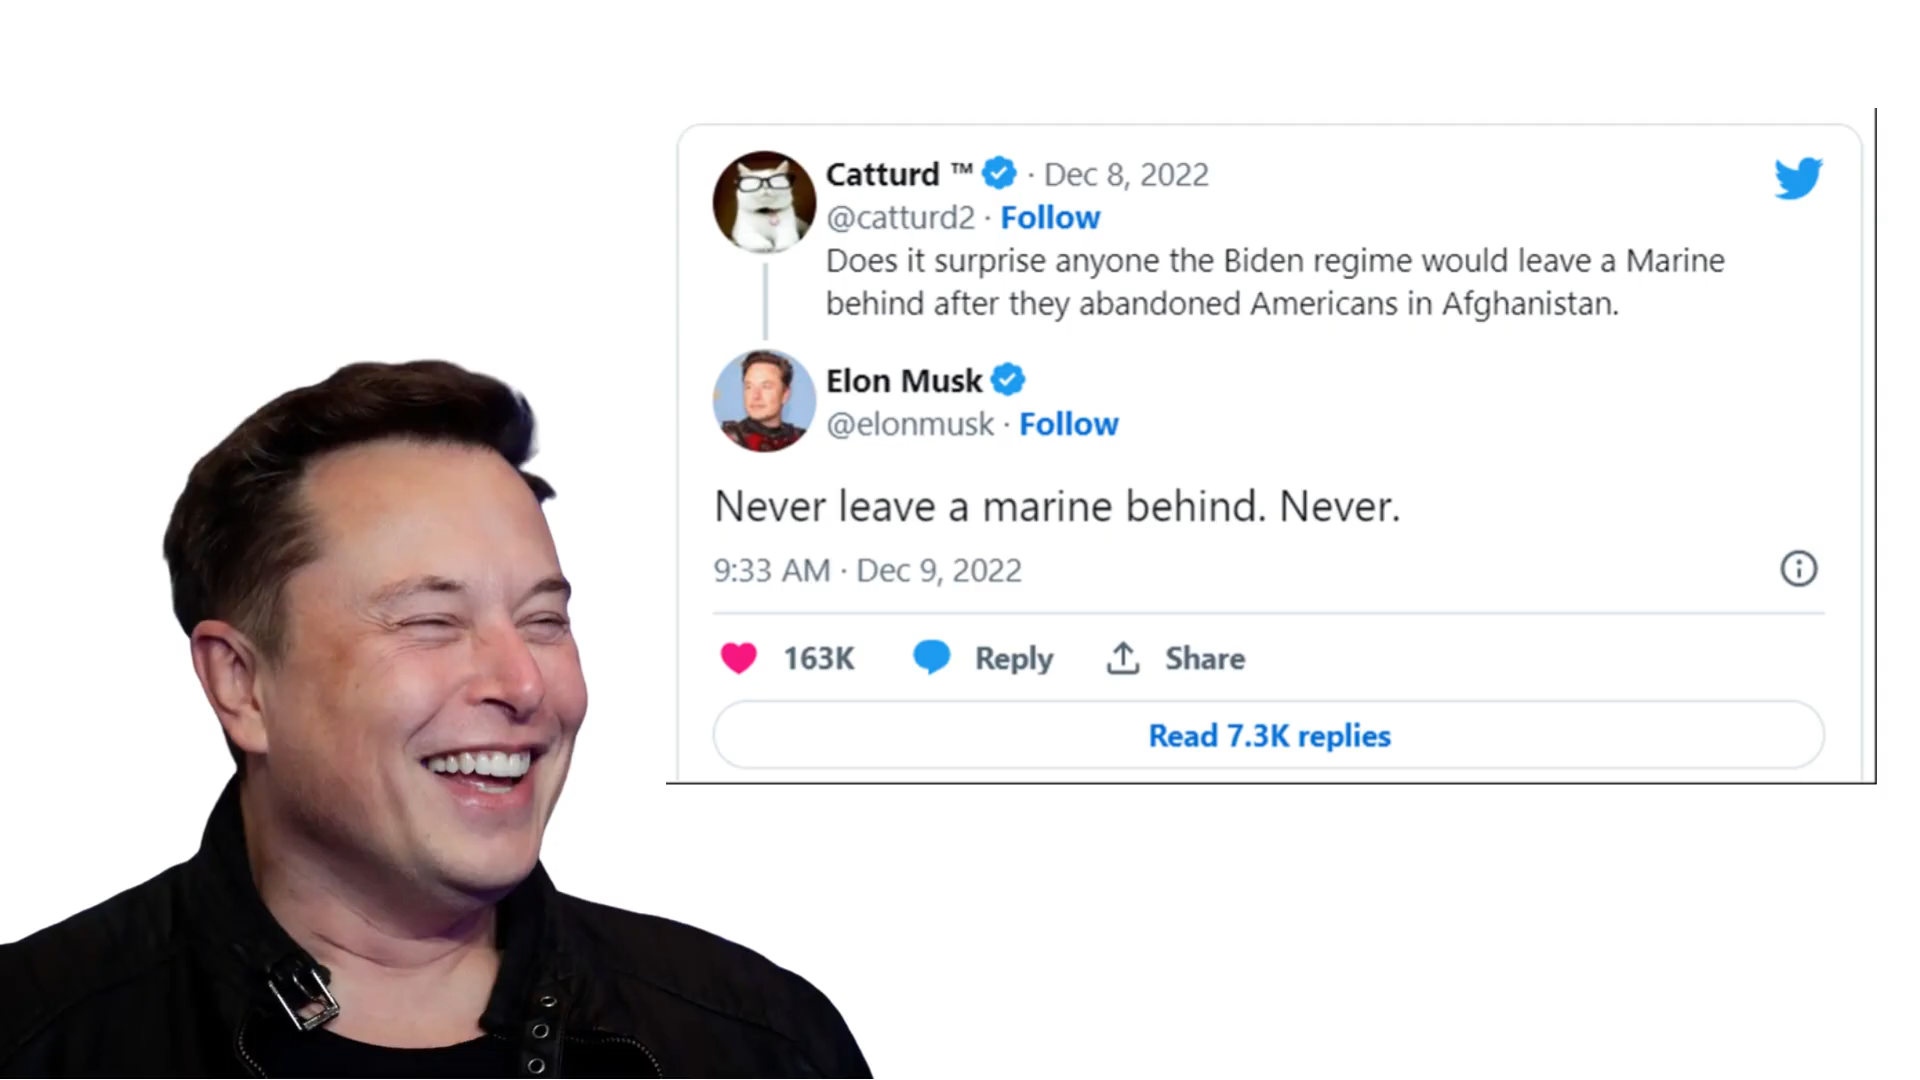 Catturd ™ · Dec 8, 2022
@catturd2 · Follow
Does it surprise anyone the Biden regime would leave a Marine
behind after they abandoned Americans in Afghanistan.
Elon Musk
@elonmusk · Follow
Never leave a marine behind. Never.
9:33 AM · Dec 9, 2022
163K Reply Share
Read 7.3K replies